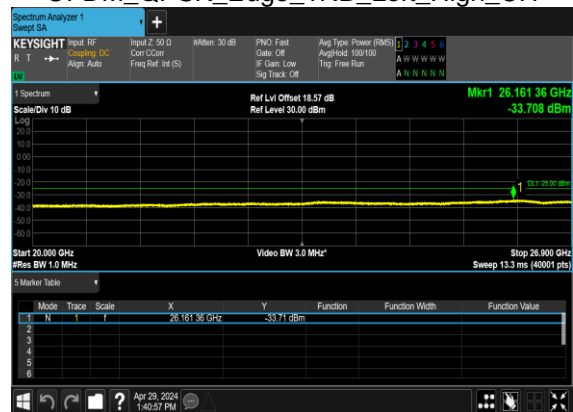 Spectrum Analyzer 1
Swept SA
+
KEYSIGHT Input: RF Input Z: 50 Ω #Atten: 30 dB PNO: Fast Avg Type: Power (RMS) 1 2 3 4 5 6
R T Coupling: DC Corr CCorr Gate: Off Avg|Hold: 100/100 A W W W W W
Align: Auto Freq Ref: Int (S) IF Gain: Low Trig: Free Run
Sig Track: Off A N N N N N
LU
1 Spectrum Ref Lvl Offset 18.57 dB Mkr1 26.161 36 GHz
Scale/Div 10 dB Ref Level 30.00 dBm -33.708 dBm
Log
20.0
10.0
0.00
-10.0
-20.0
1 DL1 -25.00 dBm
-30.0
-40.0
-50.0
-60.0
Start 20.000 GHz Video BW 3.0 MHz* Stop 26.900 GHz
#Res BW 1.0 MHz Sweep 13.3 ms (40001 pts)
5 Marker Table
Mode Trace Scale X Y Function Function Width Function Value
1 N 1 f 26.161 36 GHz -33.71 dBm
2
3
4
5
6
? Apr 29, 2024
1:40:57 PM